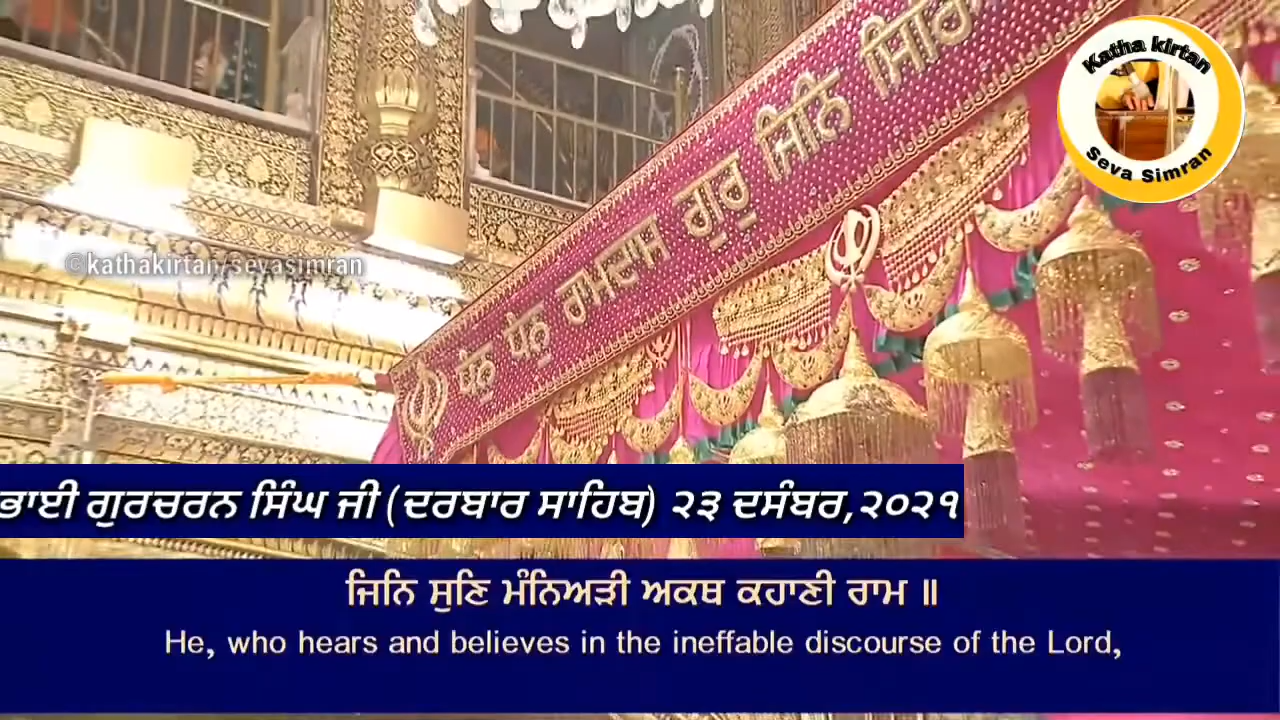 Katha kirtan
Seva Simran
ਧੰਨੁ ਧੰਨੁ ਰਾਮਦਾਸ ਗੁਰੁ ਜਿਨਿ
©kathakirtan/sevasimran
ਭਾਈ ਗੁਰਚਰਨ ਸਿੰਘ ਜੀ (ਦਰਬਾਰ ਸਾਹਿਬ) ੨੩ ਦਸੰਬਰ,੨੦੨੧
ਜਿਨਿ ਸੁਣਿ ਮੰਨਿਅੜੀ ਅਕਥ ਕਹਾਣੀ ਰਾਮ ॥
He, who hears and believes in the ineffable discourse of the Lord,